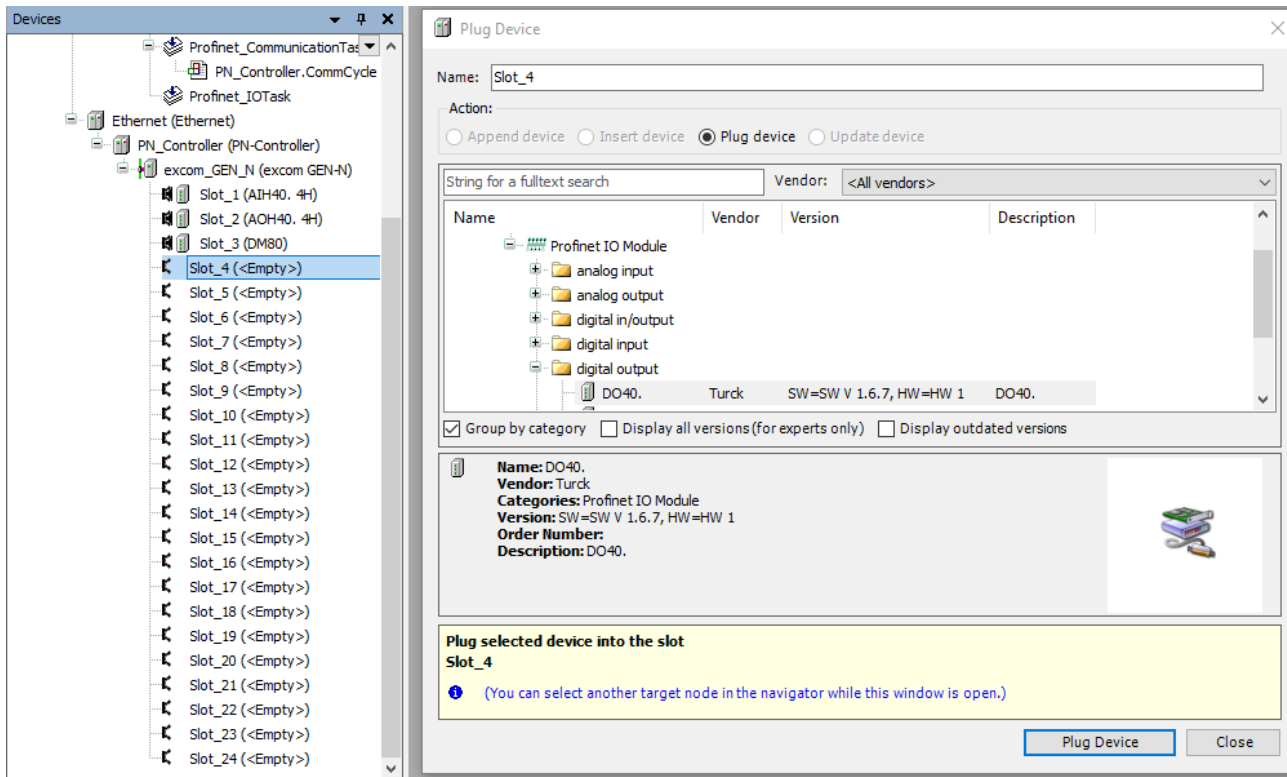 Devices
Profinet_CommunicationTas
PN_Controller.CommCycle
Profinet_IOTask
Ethernet (Ethernet)
PN_Controller (PN-Controller)
excom_GEN_N (excom GEN-N)
Slot_1 (AIH40. 4H)
Slot_2 (AOH40. 4H)
Slot_3 (DM80)
Slot_4 (<Empty>)
Slot_5 (<Empty>)
Slot_6 (<Empty>)
Slot_7 (<Empty>)
Slot_8 (<Empty>)
Slot_9 (<Empty>)
Slot_10 (<Empty>)
Slot_11 (<Empty>)
Slot_12 (<Empty>)
Slot_13 (<Empty>)
Slot_14 (<Empty>)
Slot_15 (<Empty>)
Slot_16 (<Empty>)
Slot_17 (<Empty>)
Slot_18 (<Empty>)
Slot_19 (<Empty>)
Slot_20 (<Empty>)
Slot_21 (<Empty>)
Slot_22 (<Empty>)
Slot_23 (<Empty>)
Slot_24 (<Empty>)
Plug Device
Name: Slot_4
Action:
Append device Insert device Plug device Update device
String for a fulltext search Vendor: <All vendors>
Name Vendor Version Description
Profinet IO Module
analog input
analog output
digital in/output
digital input
digital output
DO40. Turck SW=SW V 1.6.7, HW=HW 1 DO40.
Group by category Display all versions (for experts only) Display outdated versions
Name: DO40.
Vendor: Turck
Categories: Profinet IO Module
Version: SW=SW V 1.6.7, HW=HW 1
Order Number:
Description: DO40.
Plug selected device into the slot
Slot_4
(You can select another target node in the navigator while this window is open.)
Plug Device Close